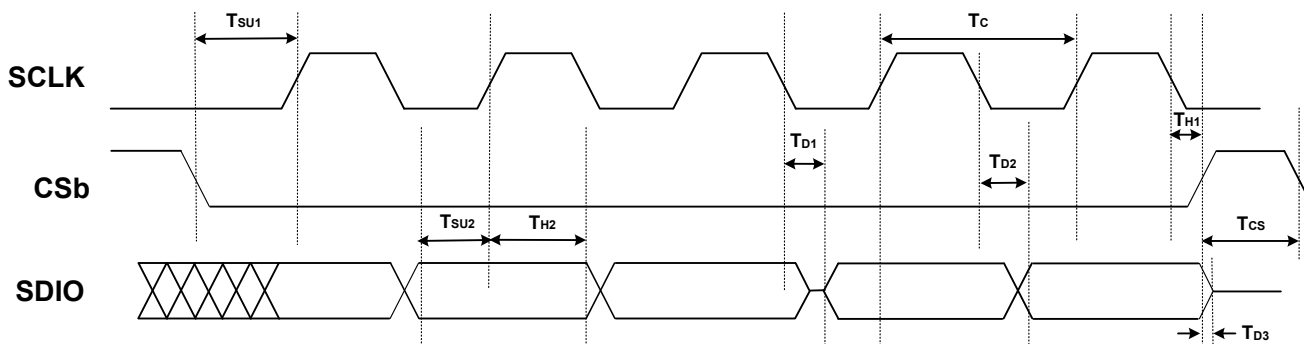 TSU1
TC
SCLK
TH1
TD1
TD2
CSb
TSU2
TH2
TCS
SDIO
TD3